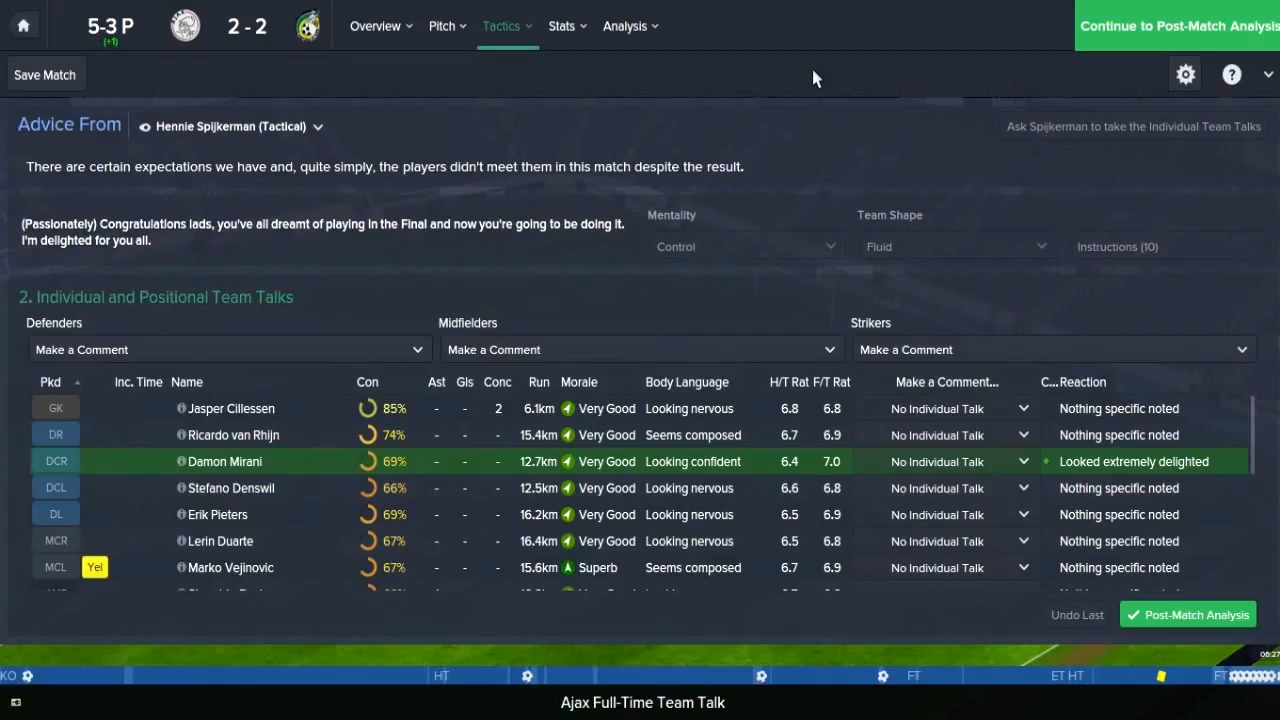 5-3 P 2 - 2 Overview Pitch Tactics Stats Analysis Continue to Post-Match Analysis
(+1)
Save Match ?
Advice From Hennie Spijkerman (Tactical) Ask Spijkerman to take the Individual Team Talks
There are certain expectations we have and, quite simply, the players didn't meet them in this match despite the result.
Mentality Team Shape
(Passionately) Congratulations lads, you've all dreamt of playing in the Final and now you're going to be doing it.
I'm delighted for you all.
Control Fluid Instructions (10)
2. Individual and Positional Team Talks
Defenders Midfielders Strikers
Make a Comment Make a Comment Make a Comment
Pkd Inc. Time Name Con Ast Gls Conc Run Morale Body Language H/T Rat F/T Rat Make a Comment... C... Reaction
GK Jasper Cillessen 85% - - 2 6.1km Very Good Looking nervous 6.8 6.8 No Individual Talk Nothing specific noted
DR Ricardo van Rhijn 74% - - - 15.4km Very Good Seems composed 6.7 6.9 No Individual Talk Nothing specific noted
DCR Damon Mirani 69% - - - 12.7km Very Good Looking confident 6.4 7.0 No Individual Talk Looked extremely delighted
DCL Stefano Denswil 66% - - - 12.5km Very Good Looking nervous 6.6 6.8 No Individual Talk Nothing specific noted
DL Erik Pieters 69% - - - 16.2km Very Good Looking nervous 6.5 6.9 No Individual Talk Nothing specific noted
MCR Lerin Duarte 67% - - - 16.4km Very Good Looking nervous 6.5 6.8 No Individual Talk Nothing specific noted
MCL Yel Marko Vejinovic 67% - - - 15.6km Superb Seems composed 6.7 6.9 No Individual Talk Nothing specific noted
Undo Last Post-Match Analysis
KO HT FT ET HT FT
Ajax Full-Time Team Talk